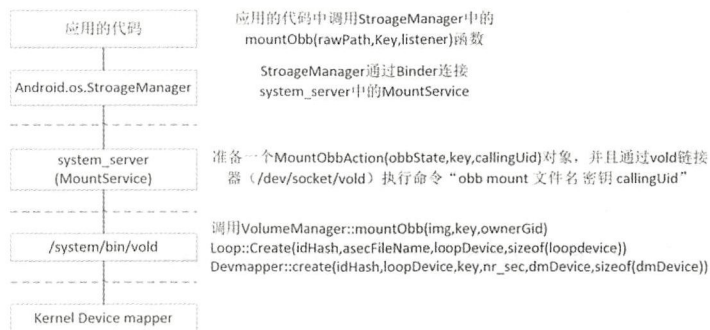 应用的代码
应用的代码中调用StroageManager中的
mountObb(rawPath,Key,listener)函数
Android.os.StroageManager
StroageManager通过Binder连接
system_server中的MountService
system_server
(MountService)
准备一个MountObbAction(obbState,key,callingUid)对象，并且通过vold链接
器（/dev/socket/vold）执行命令“obb mount 文件名 密钥 callingUid”
/system/bin/vold
调用VolumeManager::mountObb(img,key,ownerGid)
Loop::Create(idHash,asecFileName,loopDevice,sizeof(loopdevice))
Devmapper::create(idHash,loopDevice,key,nr_sec,dmDevice,sizeof(dmDevice))
Kernel Device mapper